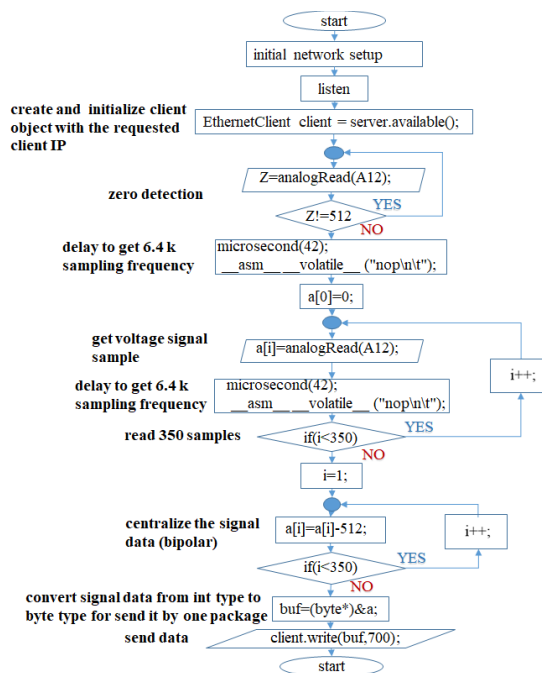 start
initial network setup
listen
create and initialize client
object with the requested
client IP
EthernetClient client = server.available();
Z=analogRead(A12);
zero detection
Z!=512
YES
NO
delay to get 6.4 k
sampling frequency
microsecond(42);
__asm__ __volatile__ ("nop\n\t");
a[0]=0;
get voltage signal
sample
a[i]=analogRead(A12);
i++;
delay to get 6.4 k
sampling frequency
microsecond(42);
__asm__ __volatile__ ("nop\n\t");
read 350 samples
if(i<350)
YES
NO
i=1;
centralize the signal
data (bipolar)
a[i]=a[i]-512;
i++;
if(i<350)
YES
NO
convert signal data from int type to
byte type for send it by one package
buf=(byte*)&a;
send data
client.write(buf,700);
start